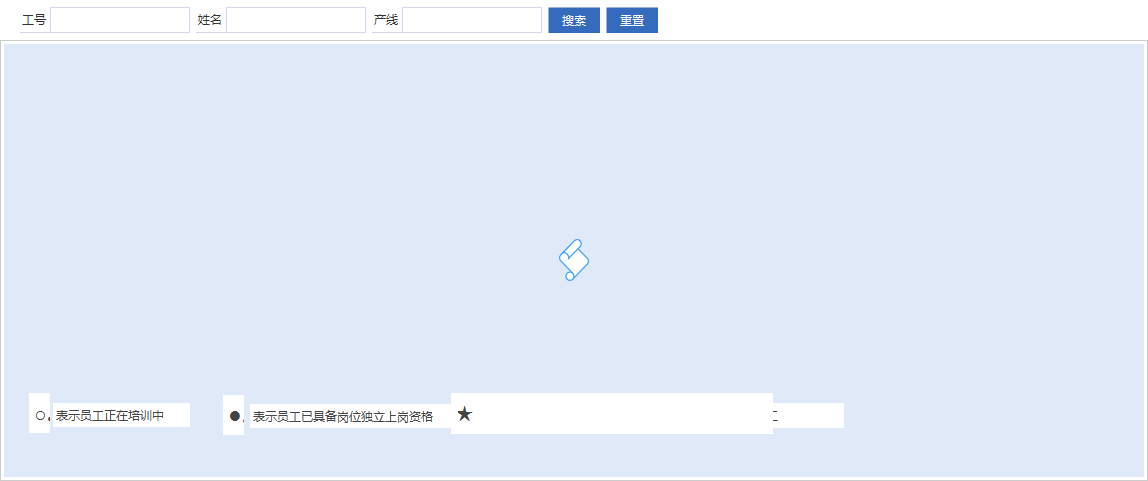 工号 姓名 产线 搜索 重置
○ 表示员工正在培训中 ● 表示员工已具备岗位独立上岗资格 ★